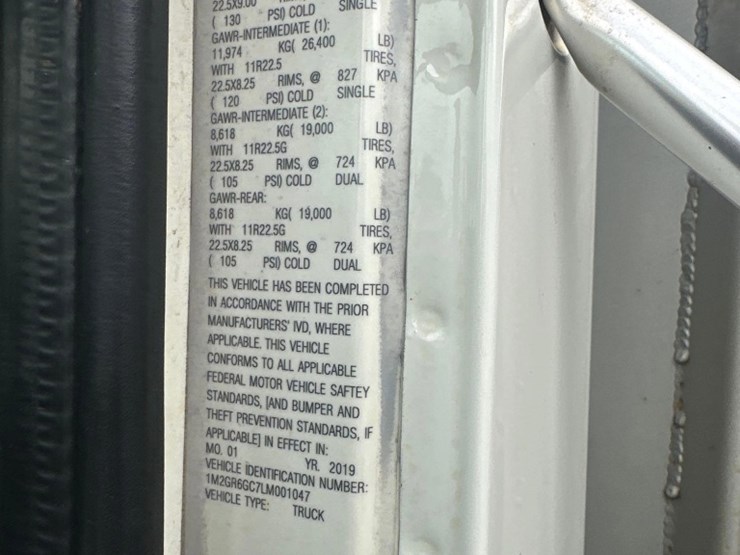 22.5X9.00 SINGLE
( 130 PSI) COLD
GAWR-INTERMEDIATE (1):
11,974 KG( 26,400 LB)
WITH 11R22.5 TIRES,
22.5X8.25 RIMS, @ 827 KPA
( 120 PSI) COLD SINGLE
GAWR-INTERMEDIATE (2):
8,618 KG( 19,000 LB)
WITH 11R22.5G TIRES,
22.5X8.25 RIMS, @ 724 KPA
( 105 PSI) COLD DUAL
GAWR-REAR:
8,618 KG( 19,000 LB)
WITH 11R22.5G TIRES,
22.5X8.25 RIMS, @ 724 KPA
( 105 PSI) COLD DUAL
THIS VEHICLE HAS BEEN COMPLETED
IN ACCORDANCE WITH THE PRIOR
MANUFACTURERS' IVD, WHERE
APPLICABLE. THIS VEHICLE
CONFORMS TO ALL APPLICABLE
FEDERAL MOTOR VEHICLE SAFTEY
STANDARDS, [AND BUMPER AND
THEFT PREVENTION STANDARDS, IF
APPLICABLE] IN EFFECT IN:
MO. 01 YR. 2019
VEHICLE IDENTIFICATION NUMBER:
1M2GR6GC7LM001047
VEHICLE TYPE: TRUCK